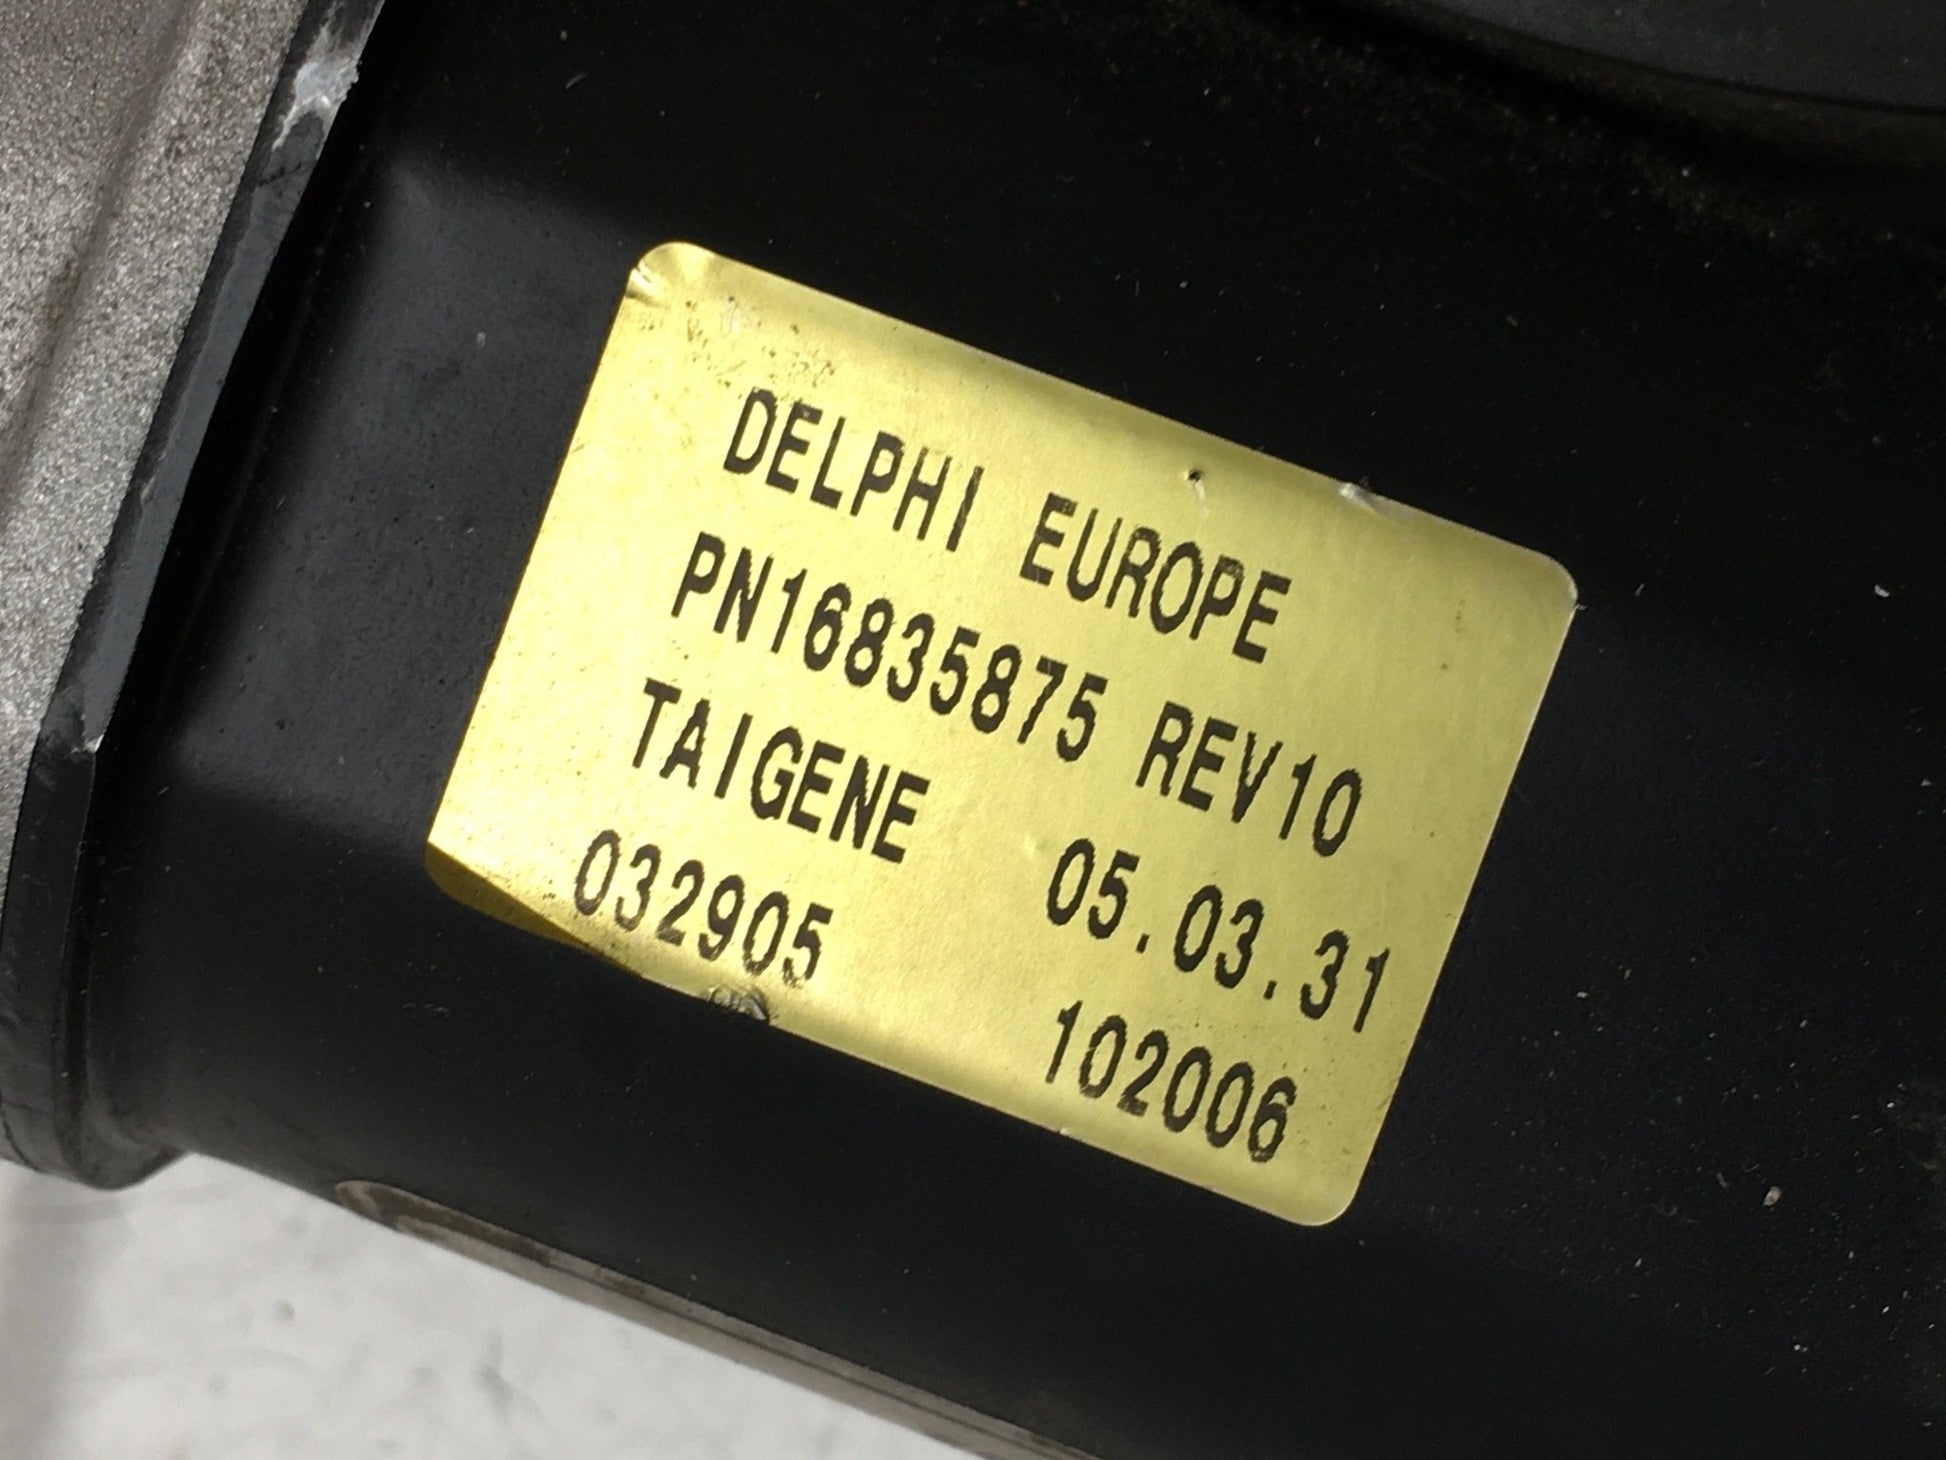 DELPHI EUROPE
PN16835875 REV10
TAIGENE 05.03.31
032905 102006